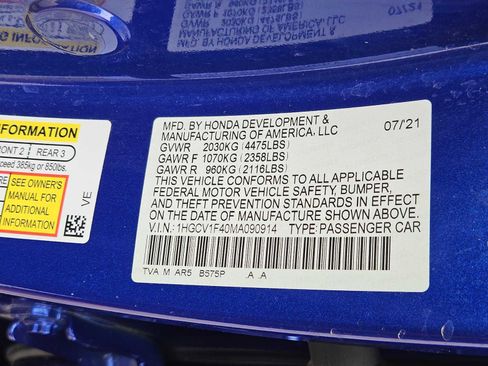 MFD. BY HONDA DEVELOPMENT & 07/21
MANUFACTURING OF AMERICA, LLC
GVWR 2030KG (4475LBS)
GAWR F 1070KG (2358LBS)
GAWR R 960KG (2116LBS)
THIS VEHICLE CONFORMS TO ALL APPLICABLE
FEDERAL MOTOR VEHICLE SAFETY, BUMPER,
AND THEFT PREVENTION STANDARDS IN EFFECT
ON THE DATE OF MANUFACTURE SHOWN ABOVE.
V.I.N.: 1HGCV1F40MA090914 TYPE:PASSENGER CAR
TVA M AR5 B575P .A .A
INFORMATION
FRONT 2 REAR 3
exceed 385kg or 850lbs.
SEE OWNER'S
MANUAL FOR
ADDITIONAL
INFORMATION
VE